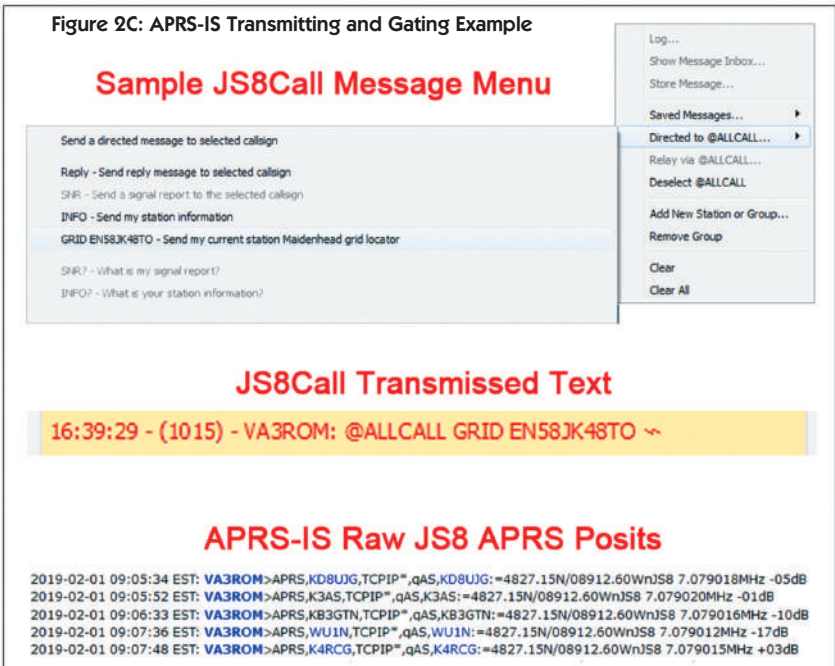 Figure 2C: APRS-IS Transmitting and Gating Example
Sample JS8Call Message Menu
Log...
Show Message Inbox...
Store Message...
Saved Messages...
Directed to @ALLCALL...
Relay via @ALLCALL...
Deselect @ALLCALL
Add New Station or Group...
Remove Group
Clear
Clear All
Send a directed message to selected callsign
Reply - Send reply message to selected callsign
SNR - Send a signal report to the selected callsign
INFO - Send my station information
GRID EN58JK48TO - Send my current station Maidenhead grid locator
SNR? - What is my signal report?
INFO? - What is your station information?
JS8Call Transmissed Text
16:39:29 - (1015) - VA3ROM: @ALLCALL GRID EN58JK48TO ~
APRS-IS Raw JS8 APRS Posits
2019-02-01 09:05:34 EST: VA3ROM>APRS,KD8UJG,TCPIP*,qAS,KD8UJG:=4827.15N/08912.60WnJS8 7.079018MHz -05dB
2019-02-01 09:05:52 EST: VA3ROM>APRS,K3AS,TCPIP*,qAS,K3AS:=4827.15N/08912.60WnJS8 7.079020MHz -01dB
2019-02-01 09:06:33 EST: VA3ROM>APRS,KB3GTN,TCPIP*,qAS,KB3GTN:=4827.15N/08912.60WnJS8 7.079016MHz -10dB
2019-02-01 09:07:36 EST: VA3ROM>APRS,WU1N,TCPIP*,qAS,WU1N:=4827.15N/08912.60WnJS8 7.079012MHz -17dB
2019-02-01 09:07:48 EST: VA3ROM>APRS,K4RCG,TCPIP*,qAS,K4RCG:=4827.15N/08912.60WnJS8 7.079015MHz +03dB